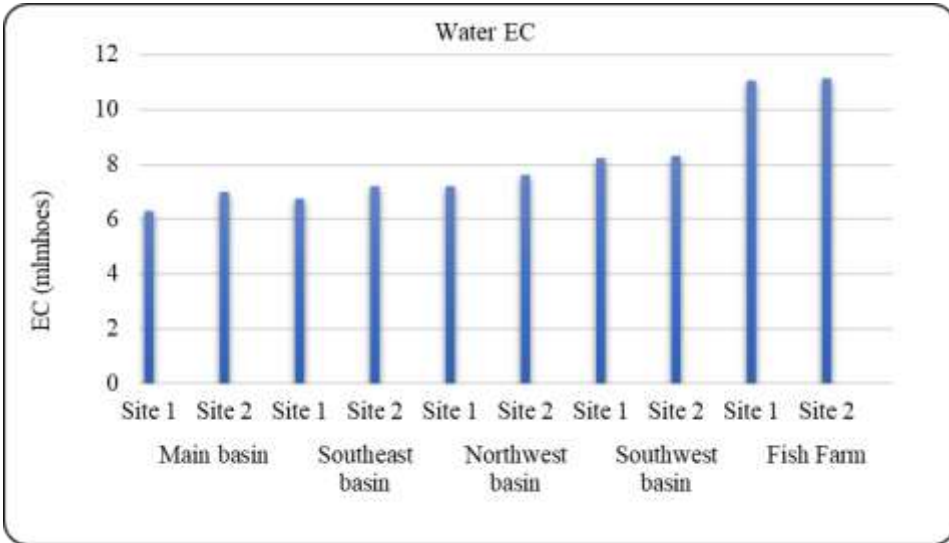 Water EC
12
10
8
6
4
2
0
EC (mlmhoes)
Site 1 Site 2 Site 1 Site 2 Site 1 Site 2 Site 1 Site 2 Site 1 Site 2
Main basin Southeast Northwest Southwest Fish Farm
basin basin basin